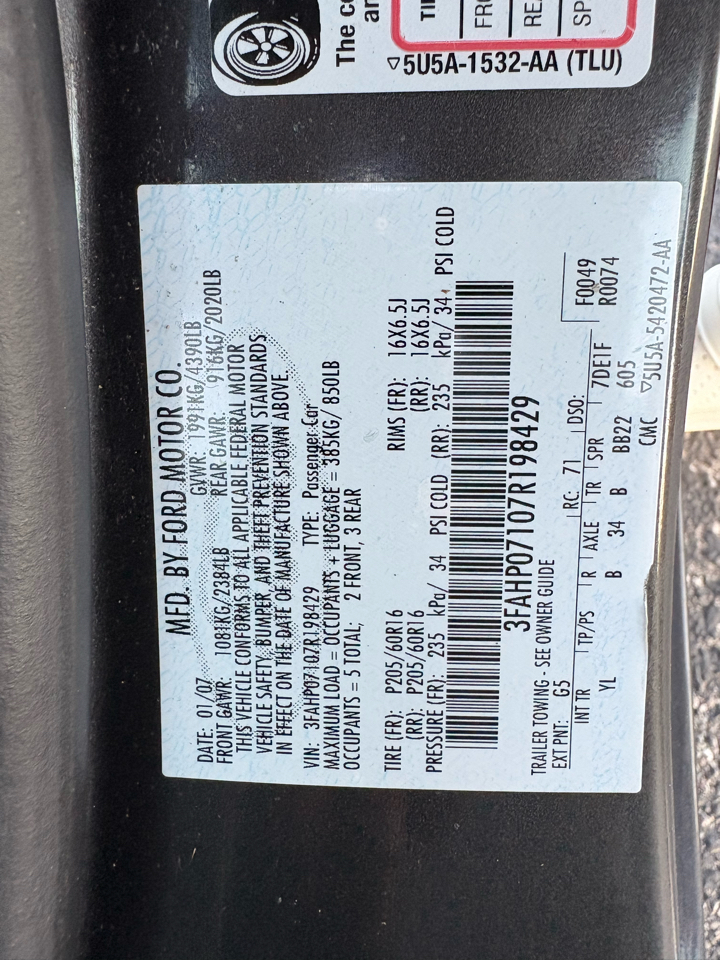 The co
an
TI
FRO
REA
SP
▽5U5A-1532-AA (TLU)
MFD. BY FORD MOTOR CO.
DATE: 01/07 GVWR: 1991KG/4390LB
FRONT GAWR: 1081KG/2384LB REAR GAWR: 916KG/2020LB
THIS VEHICLE CONFORMS TO ALL APPLICABLE FEDERAL MOTOR
VEHICLE SAFETY, BUMPER, AND THEFT PREVENTION STANDARDS
IN EFFECT ON THE DATE OF MANUFACTURE SHOWN ABOVE.
VIN: 3FAHP07107R198429 TYPE: Passenger Car
MAXIMUM LOAD = OCCUPANTS + LUGGAGE = 385KG/ 850LB
OCCUPANTS = 5 TOTAL; 2 FRONT, 3 REAR
TIRE (FR): P205/60R16 RIMS (FR): 16X6.5J
(RR): P205/60R16 (RR): 16X6.5J
PRESSURE (FR): 235 kPa/ 34 PSI COLD (RR): 235 kPa/ 34 PSI COLD
3FAHP07107R198429
TRAILER TOWING - SEE OWNER GUIDE F0049
EXT PNT: G5 RC: 71 DSO: R0074
INT TR TP/PS R AXLE TR SPR 7DE1F
YL B 34 B BB22 605
CMC ▽5U5A-5420472-AA